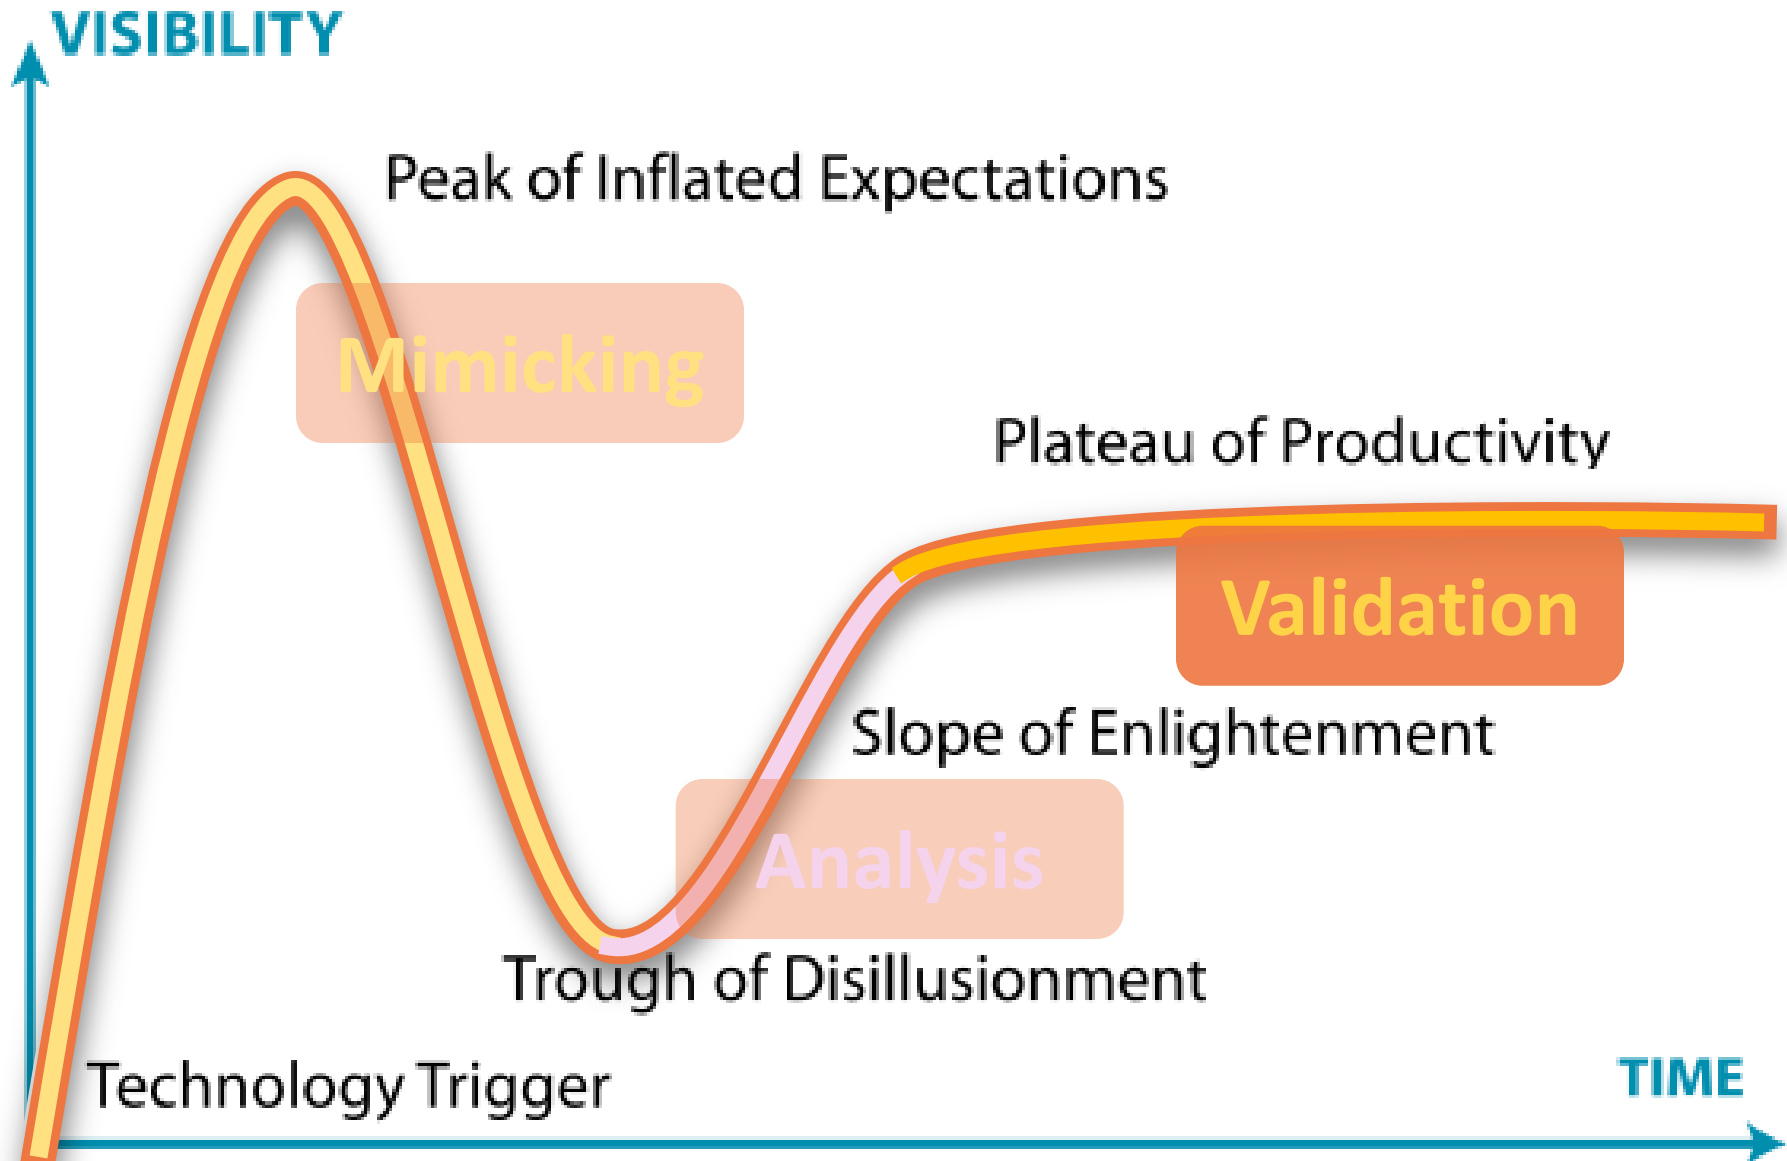 VISIBILITY
Peak of Inflated Expectations
Mimicking
Plateau of Productivity
Validation
Slope of Enlightenment
Analysis
Trough of Disillusionment
Technology Trigger
TIME